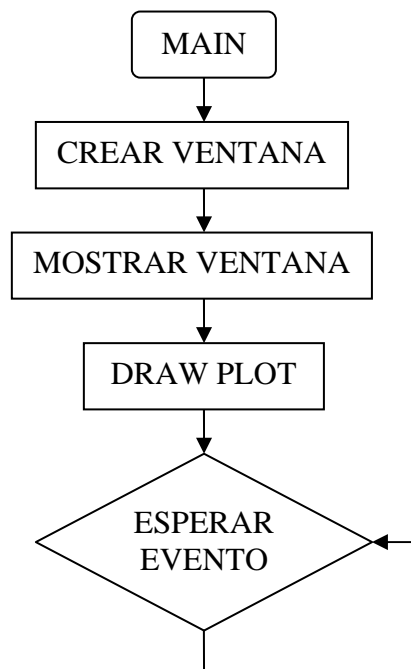 MAIN
CREAR VENTANA
MOSTRAR VENTANA
DRAW PLOT
ESPERAR
EVENTO